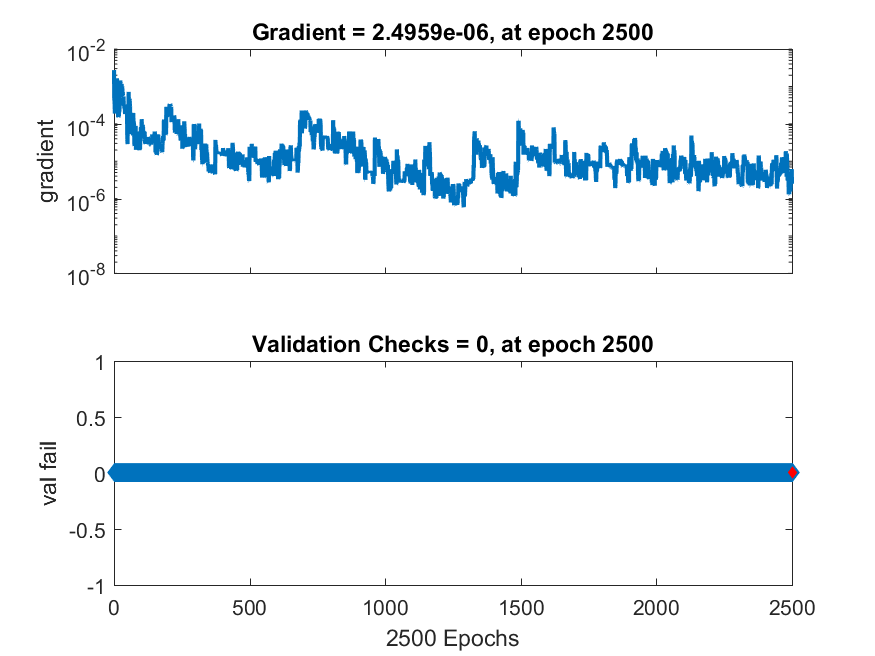 Gradient = 2.4959e-06, at epoch 2500
10-2
10-4
10-6
10-8
gradient
Validation Checks = 0, at epoch 2500
1
0.5
0
-0.5
-1
val fail
0 500 1000 1500 2000 2500
2500 Epochs